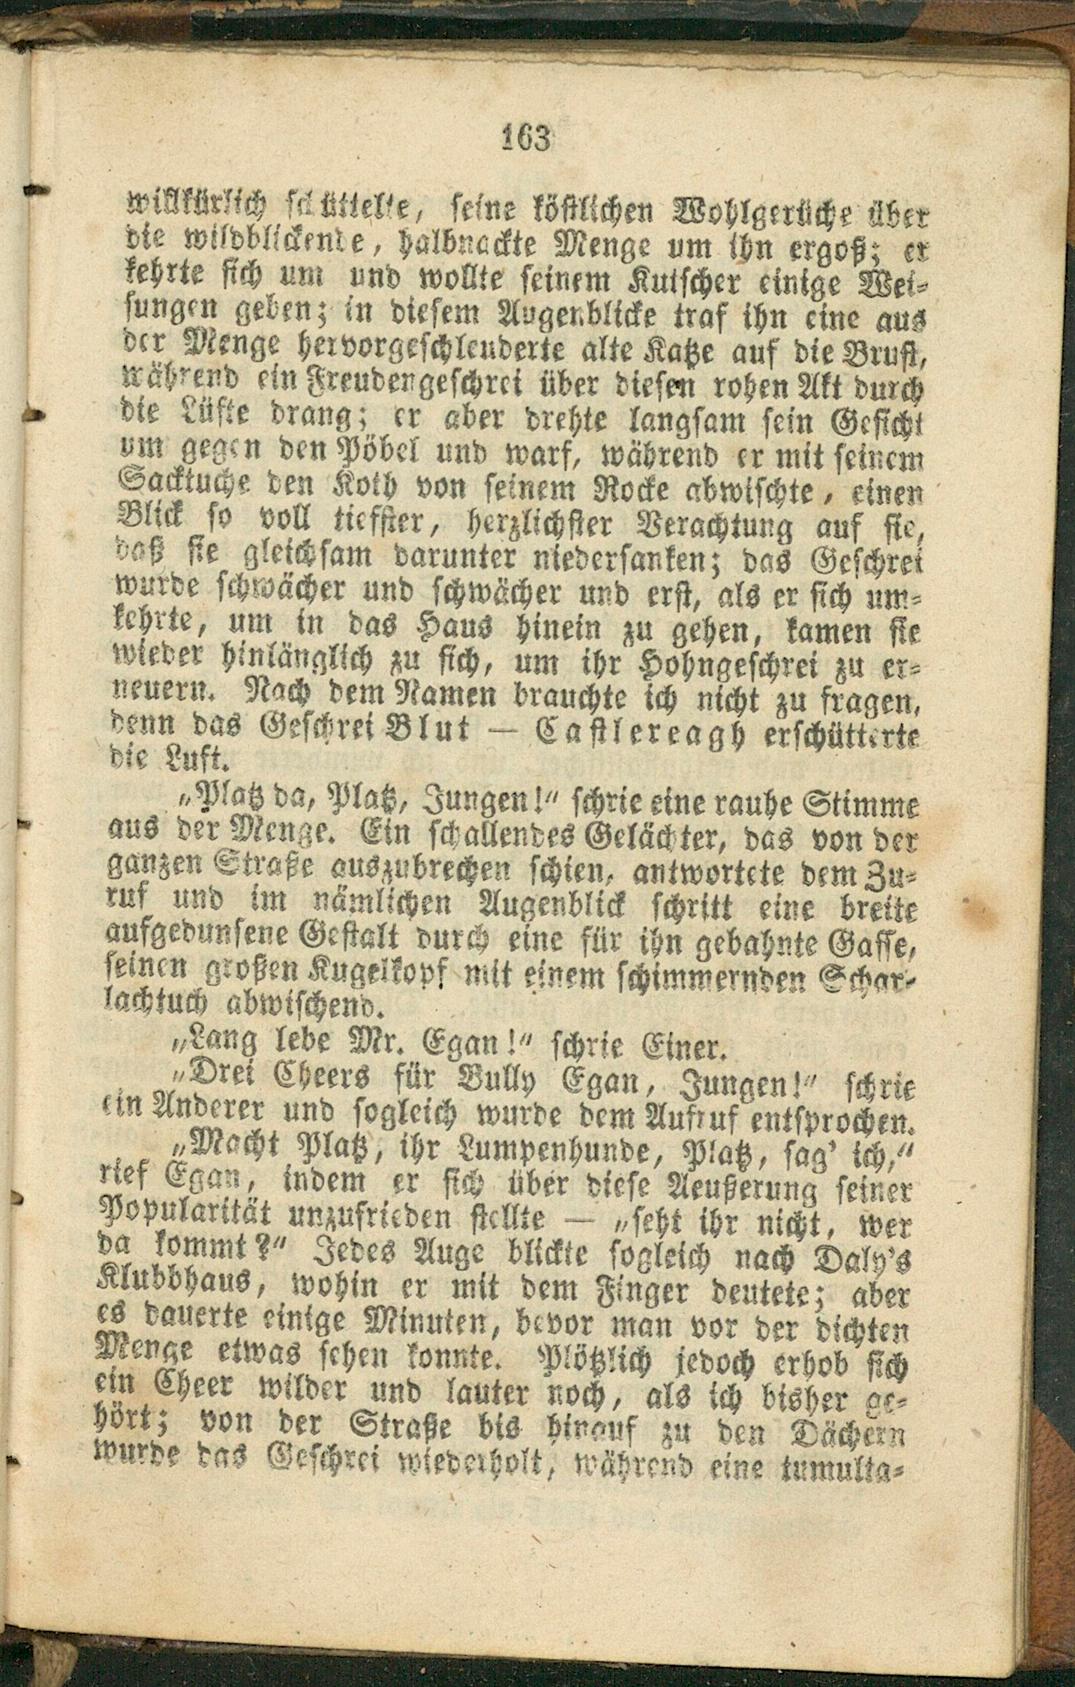 163
willkürlich schüttelte, seine köstlichen Wohlgerüche über
die wildblickende, halbnackte Menge um ihn ergoß; er
kehrte sich um und wollte seinem Kutscher einige Wei-
sungen geben; in diesem Augenblicke traf ihn eine aus
der Menge hervorgeschleuderte alte Katze auf die Brust,
während ein Freudengeschrei über diesen rohen Akt durch
die Lüfte drang; er aber drehte langsam sein Gesicht
um gegen den Pöbel und warf, während er mit seinem
Sacktuche den Koth von seinem Rocke abwischte, einen
Blick so voll tiefster, herzlichster Verachtung auf sie,
daß sie gleichsam darunter niedersanken; das Geschrei
wurde schwächer und schwächer und erst, als er sich um-
kehrte, um in das Haus hinein zu gehen, kamen sie
wieder hinlänglich zu sich, um ihr Hohngeschrei zu er-
neuern. Nach dem Namen brauchte ich nicht zu fragen,
denn das Geschrei Blut — Castlereagh erschütterte
die Luft.
„Platz da, Platz, Jungen!“ schrie eine rauhe Stimme
aus der Menge. Ein schallendes Gelächter, das von der
ganzen Straße auszubrechen schien, antwortete dem Zu-
ruf und im nämlichen Augenblick schritt eine breite
aufgedunsene Gestalt durch eine für ihn gebahnte Gasse,
seinen großen Kugelkopf mit einem schimmernden Schar-
lachtuch abwischend.
„Lang lebe Mr. Egan!“ schrie Einer.
„Drei Cheers für Bully Egan, Jungen!“ schrie
ein Anderer und sogleich wurde dem Aufruf entsprochen.
„Macht Platz, ihr Lumpenhunde, Platz, sag' ich,“
rief Egan, indem er sich über diese Aeußerung seiner
Popularität unzufrieden stellte — „seht ihr nicht, wer
da kommt?“ Jedes Auge blickte sogleich nach Daly's
Klubbhaus, wohin er mit dem Finger deutete; aber
es dauerte einige Minuten, bevor man vor der dichten
Menge etwas sehen konnte. Plötzlich jedoch erhob sich
ein Cheer wilder und lauter noch, als ich bisher ge-
hört; von der Straße bis hinauf zu den Dächern
wurde das Geschrei wiederholt, während eine tumulta-